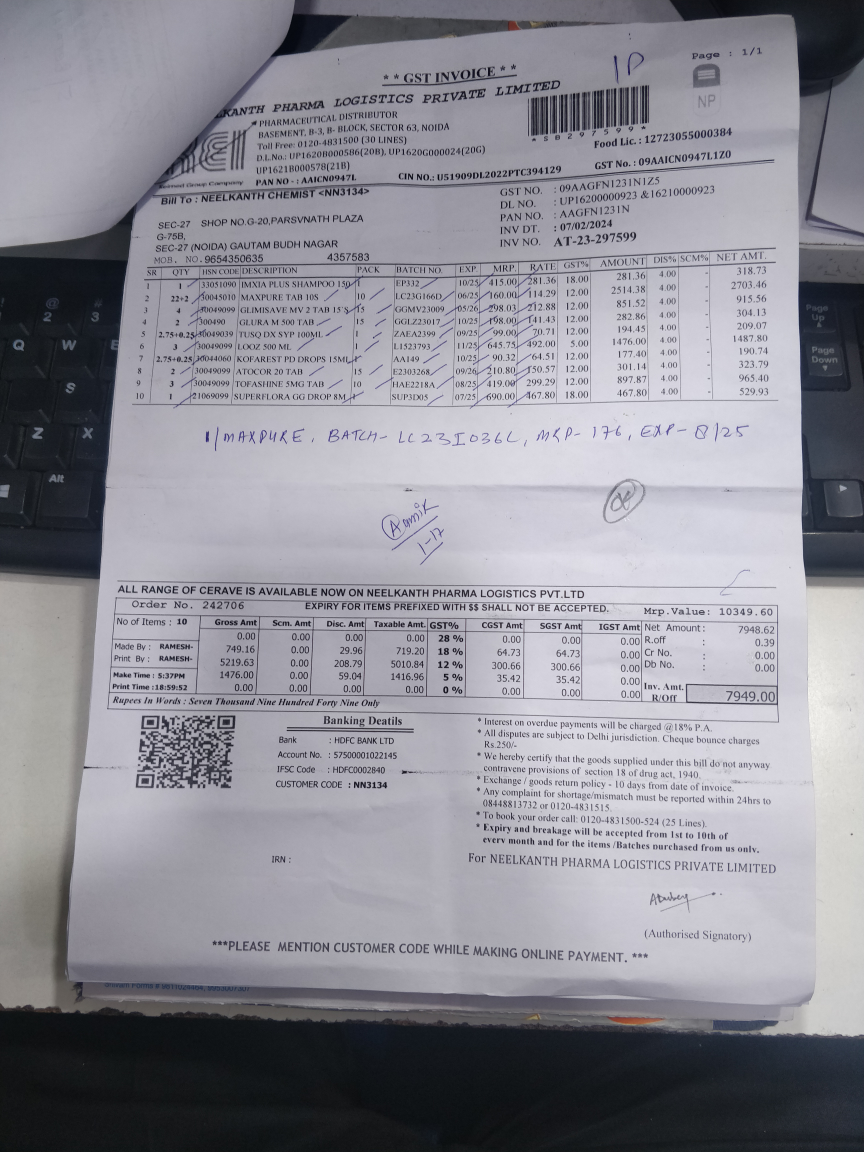 * * GST INVOICE * *
1P
Page : 1/1
NP
ELKANTH PHARMA LOGISTICS PRIVATE LIMITED
PHARMACEUTICAL DISTRIBUTOR
BASEMENT, B-3, B- BLOCK, SECTOR 63, NOIDA
Toll Free: 0120-4831500 (30 LINES)
D.L.No.: UP1620B000586(20B), UP1620G000024(20G)
UP1621B000578(21B)
PAN NO -: AAICN0947L
CIN NO.: U51909DL2022PTC394129
* S 0 2 9 7 5 9 9 *
Food Lic. : 12723055000384
GST No. : 09AAICN0947L1Z0
Bill To : NEELKANTH CHEMIST <NN3134>
SEC-27 SHOP NO.G-20,PARSVNATH PLAZA
G-75B,
SEC-27 (NOIDA) GAUTAM BUDH NAGAR
MOB. NO. 9654350635 4357583
GST NO. : 09AAGFN1231N1Z5
DL NO. : UP16200000923 &16210000923
PAN NO. : AAGFN1231N
INV DT. : 07/02/2024
INV NO. AT-23-297599
SR QTY HSN CODE DESCRIPTION PACK BATCH NO. EXP. MRP. RATE GST% AMOUNT DIS% SCM% NET AMT.
1 1 33051090 IMXIA PLUS SHAMPOO 150 1 EP332 10/25 415.00 281.36 18.00 281.36 4.00 - 318.73
2 22+2 30045010 MAXPURE TAB 10S 10 LC23G166D 06/25 160.00 114.29 12.00 2514.38 4.00 - 2703.46
3 4 30049099 GLIMISAVE MV 2 TAB 15'S 15 GGMV23009 05/26 298.03 212.88 12.00 851.52 4.00 - 915.56
4 2 300490 GLURA M 500 TAB 15 GGLZ23017 10/25 198.00 141.43 12.00 282.86 4.00 - 304.13
5 2.75+0.25 30049039 TUSQ DX SYP 100ML 1 ZAEA2399 09/25 99.00 70.71 12.00 194.45 4.00 - 209.07
6 3 30049099 LOOZ 500 ML 1 L1523793 11/25 645.75 492.00 5.00 1476.00 4.00 - 1487.80
7 2.75+0.25 30044060 KOFAREST PD DROPS 15ML 1 AA149 10/25 90.32 64.51 12.00 177.40 4.00 - 190.74
8 2 30049099 ATOCOR 20 TAB 15 E2303268 09/26 210.80 150.57 12.00 301.14 4.00 - 323.79
9 3 30049099 TOFASHINE 5MG TAB 10 HAE2218A 08/25 419.00 299.29 12.00 897.87 4.00 - 965.40
10 1 21069099 SUPERFLORA GG DROP 8M 1 SUP3D05 07/25 690.00 467.80 18.00 467.80 4.00 - 529.93
1/ MAXPURE, BATCH- LC23I036L, MRP- 176, EXP- 8/25
1-17
ALL RANGE OF CERAVE IS AVAILABLE NOW ON NEELKANTH PHARMA LOGISTICS PVT.LTD
Order No. 242706 EXPIRY FOR ITEMS PREFIXED WITH $$ SHALL NOT BE ACCEPTED. Mrp.Value: 10349.60
No of Items : 10 Gross Amt Scm. Amt Disc. Amt Taxable Amt. GST% CGST Amt SGST Amt IGST Amt Net Amount : 7948.62
0.00 0.00 0.00 0.00 28 % 0.00 0.00 0.00 R.off : 0.39
Made By : RAMESH- 749.16 0.00 29.96 719.20 18 % 64.73 64.73 0.00 Cr No. : 0.00
Print By : RAMESH- 5219.63 0.00 208.79 5010.84 12 % 300.66 300.66 0.00 Db No. : 0.00
Make Time : 5:37PM 1476.00 0.00 59.04 1416.96 5 % 35.42 35.42 0.00
Print Time :18:59:52 0.00 0.00 0.00 0.00 0 % 0.00 0.00 0.00 Inv. Amt. R/Off 7949.00
Rupees In Words : Seven Thousand Nine Hundred Forty Nine Only
Banking Deatils
Bank : HDFC BANK LTD
Account No. : 57500001022145
IFSC Code : HDFC0002840
CUSTOMER CODE : NN3134
* Interest on overdue payments will be charged @18% P.A.
* All disputes are subject to Delhi jurisdiction. Cheque bounce charges
Rs.250/-
* We hereby certify that the goods supplied under this bill do not anyway
contravene provisions of section 18 of drug act, 1940.
* Exchange / goods return policy - 10 days from date of invoice.
* Any complaint for shortage/mismatch must be reported within 24hrs to
08448813732 or 0120-4831515.
* To book your order call: 0120-4831500-524 (25 Lines).
* Expiry and breakage will be accepted from 1st to 10th of
every month and for the items /Batches purchased from us only.
IRN :
For NEELKANTH PHARMA LOGISTICS PRIVATE LIMITED
(Authorised Signatory)
***PLEASE MENTION CUSTOMER CODE WHILE MAKING ONLINE PAYMENT. ***